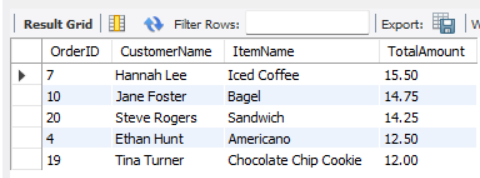 Result Grid Filter Rows: Export: W
OrderID CustomerName ItemName TotalAmount
7 Hannah Lee Iced Coffee 15.50
10 Jane Foster Bagel 14.75
20 Steve Rogers Sandwich 14.25
4 Ethan Hunt Americano 12.50
19 Tina Turner Chocolate Chip Cookie 12.00